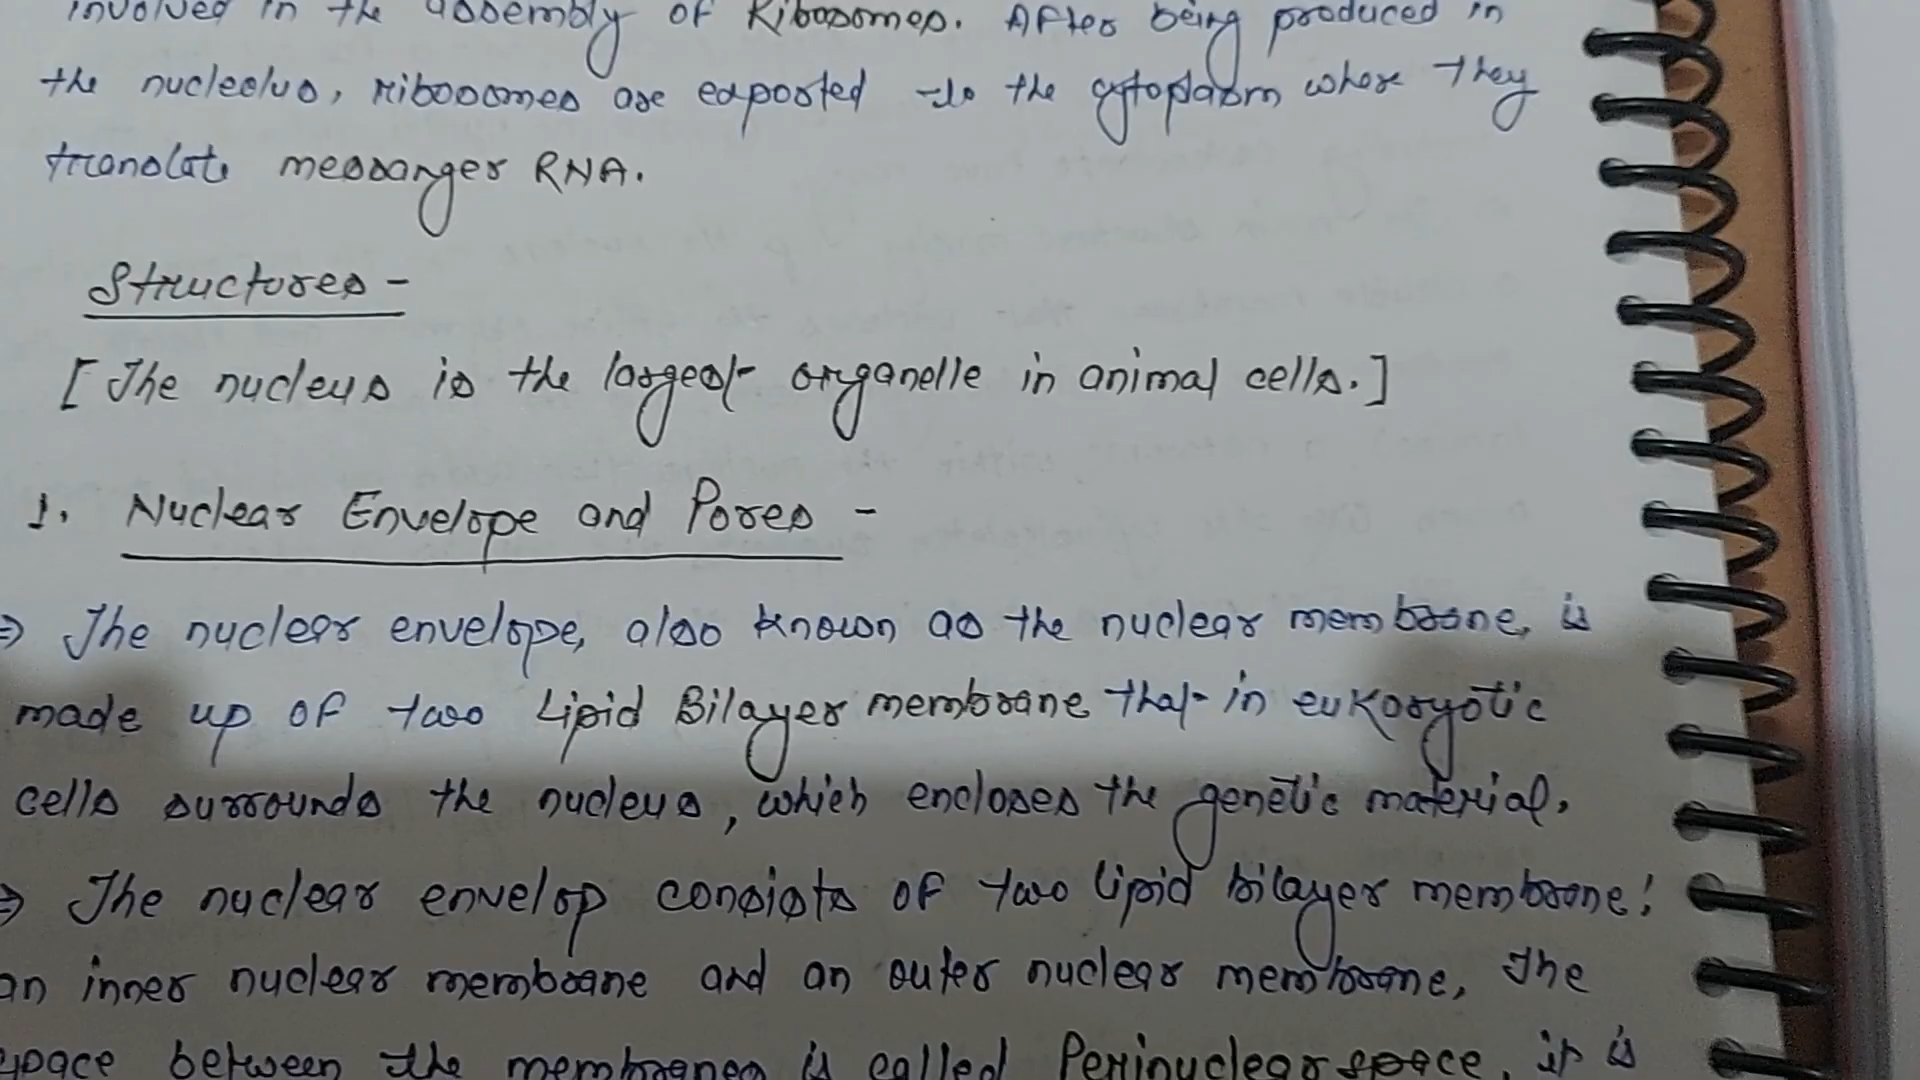 involved in the assembly of Ribosomes. After being produced in
the nucleolus, ribosomes are exported to the cytoplasm where they
translate messanger RNA.
Structures -
[The nucleus is the largest organelle in animal cells.]
1. Nuclear Envelope and Pores -
⇒ The nuclear envelope, also known as the nuclear membrane, is
made up of two Lipid Bilayer membrane that in eukaryotic
cells surrounds the nucleus, which encloses the genetic material.
⇒ The nuclear envelop consists of two lipid bilayer membrane;
an inner nuclear membrane and an outer nuclear membrane, The
space between the membranes is called Perinuclear space, it is